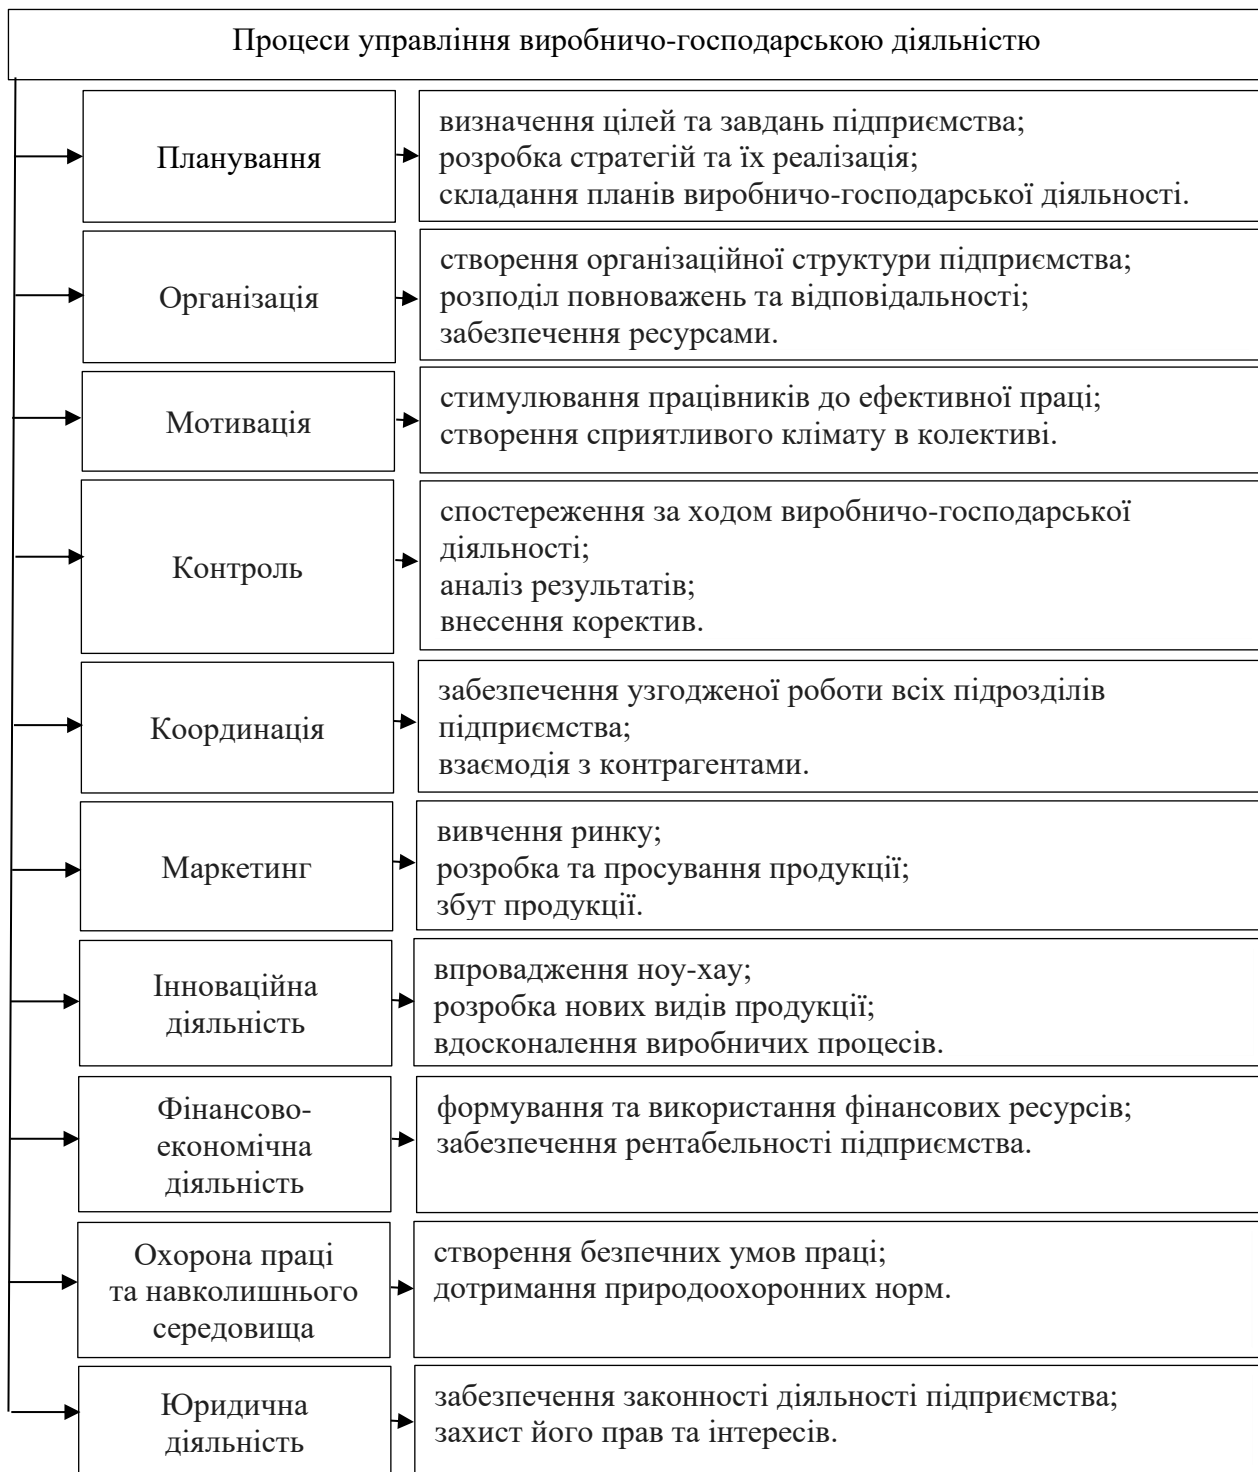 Процеси управління виробничо-господарською діяльністю
Планування
визначення цілей та завдань підприємства;
розробка стратегій та їх реалізація;
складання планів виробничо-господарської діяльності.
Організація
створення організаційної структури підприємства;
розподіл повноважень та відповідальності;
забезпечення ресурсами.
Мотивація
стимулювання працівників до ефективної праці;
створення сприятливого клімату в колективі.
Контроль
спостереження за ходом виробничо-господарської
діяльності;
аналіз результатів;
внесення коректив.
Координація
забезпечення узгодженої роботи всіх підрозділів
підприємства;
взаємодія з контрагентами.
Маркетинг
вивчення ринку;
розробка та просування продукції;
збут продукції.
Інноваційна
діяльність
впровадження ноу-хау;
розробка нових видів продукції;
вдосконалення виробничих процесів.
Фінансово-
економічна
діяльність
формування та використання фінансових ресурсів;
забезпечення рентабельності підприємства.
Охорона праці
та навколишнього
середовища
створення безпечних умов праці;
дотримання природоохоронних норм.
Юридична
діяльність
забезпечення законності діяльності підприємства;
захист його прав та інтересів.